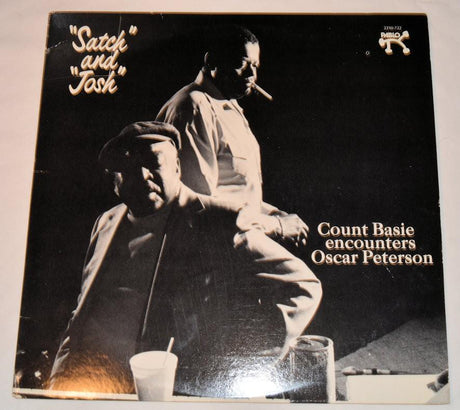 "Satch"
and
"Josh"
2310-722
PABLO
Count Basie
encounters
Oscar Peterson